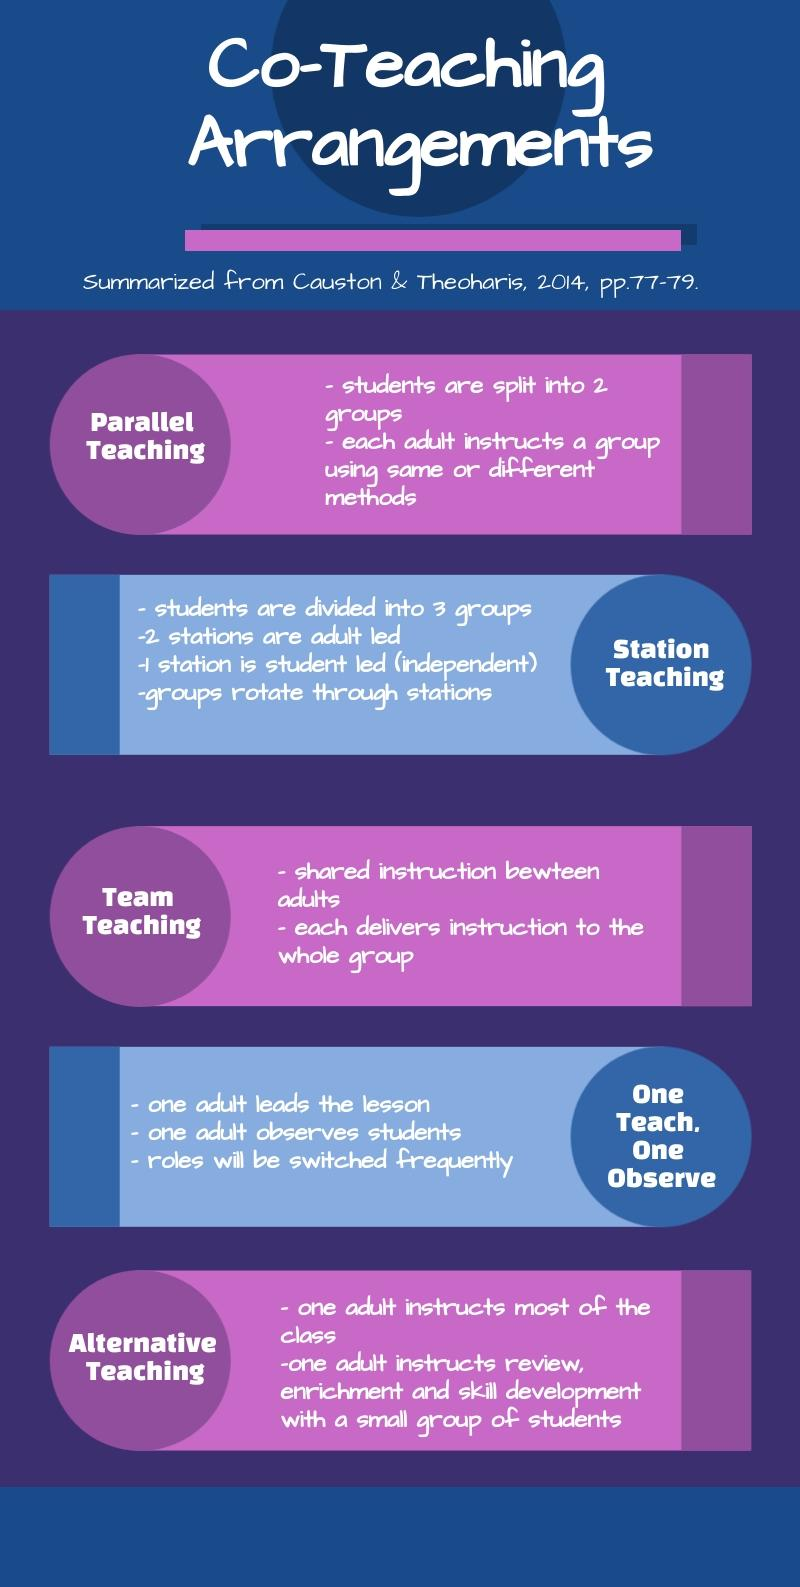 Co-Teaching
Arrangements
Summarized from Causton & Theoharis, 2014, pp.77-79.
Parallel
Teaching
- students are split into 2
groups
- each adult instructs a group
using same or different
methods
- students are divided into 3 groups
-2 stations are adult led
-1 station is student led (independent)
-groups rotate through stations
Station
Teaching
Team
Teaching
- shared instruction bewteen
adults
- each delivers instruction to the
whole group
- one adult leads the lesson
- one adult observes students
- roles will be switched frequently
One
Teach,
One
Observe
Alternative
Teaching
- one adult instructs most of the
class
-one adult instructs review,
enrichment and skill development
with a small group of students